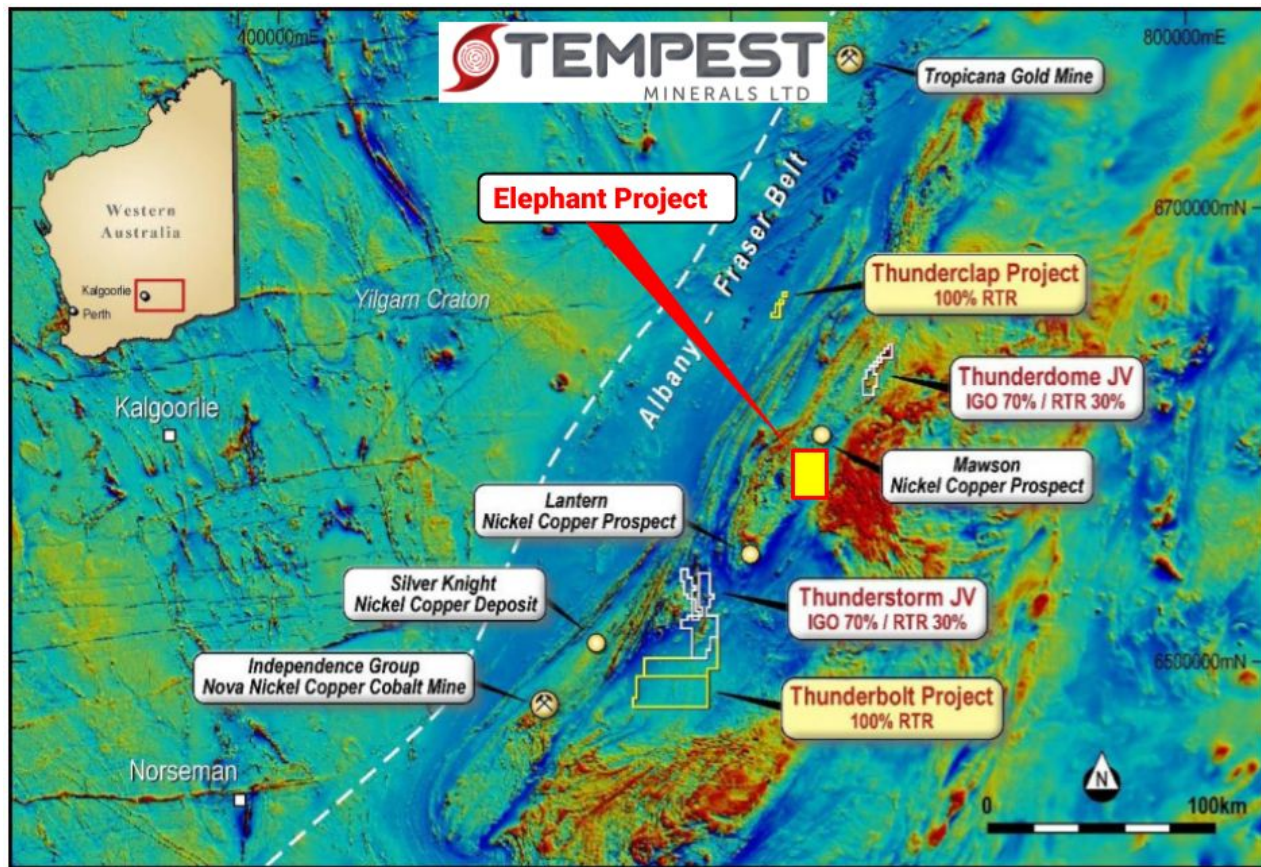 400000mE
800000mE
TEMPEST
MINERALS LTD
Tropicana Gold Mine
Elephant Project
6700000mN
Western
Australia
Kalgoorlie
Perth
Yilgarn Craton
Albany - Fraser Belt
Thunderclap Project
100% RTR
Thunderdome JV
IGO 70% / RTR 30%
Kalgoorlie
Mawson
Nickel Copper Prospect
Lantern
Nickel Copper Prospect
Silver Knight
Nickel Copper Deposit
Thunderstorm JV
IGO 70% / RTR 30%
Independence Group
Nova Nickel Copper Cobalt Mine
6500000mN
Thunderbolt Project
100% RTR
Norseman
N
0
100km